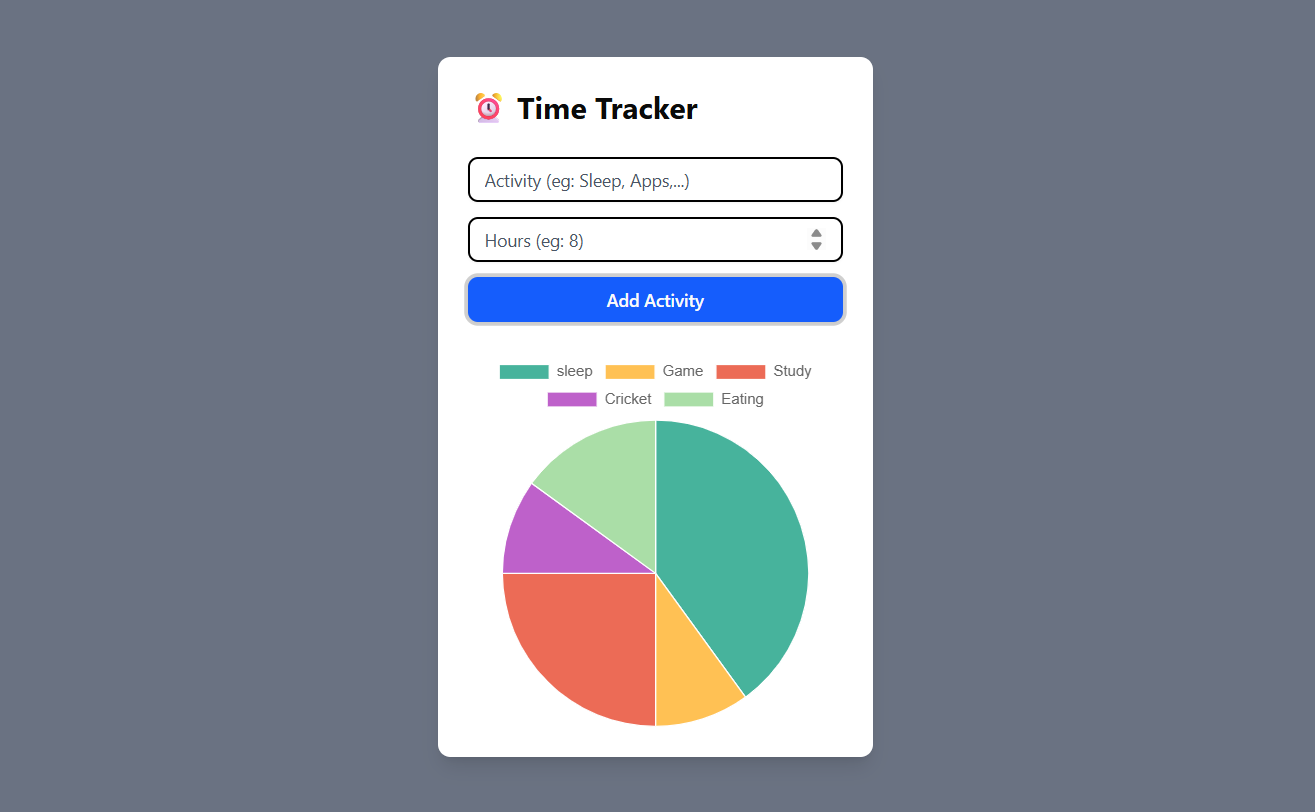 Time Tracker
Activity (eg: Sleep, Apps,...)
Hours (eg: 8)
Add Activity
sleep Game Study
Cricket Eating